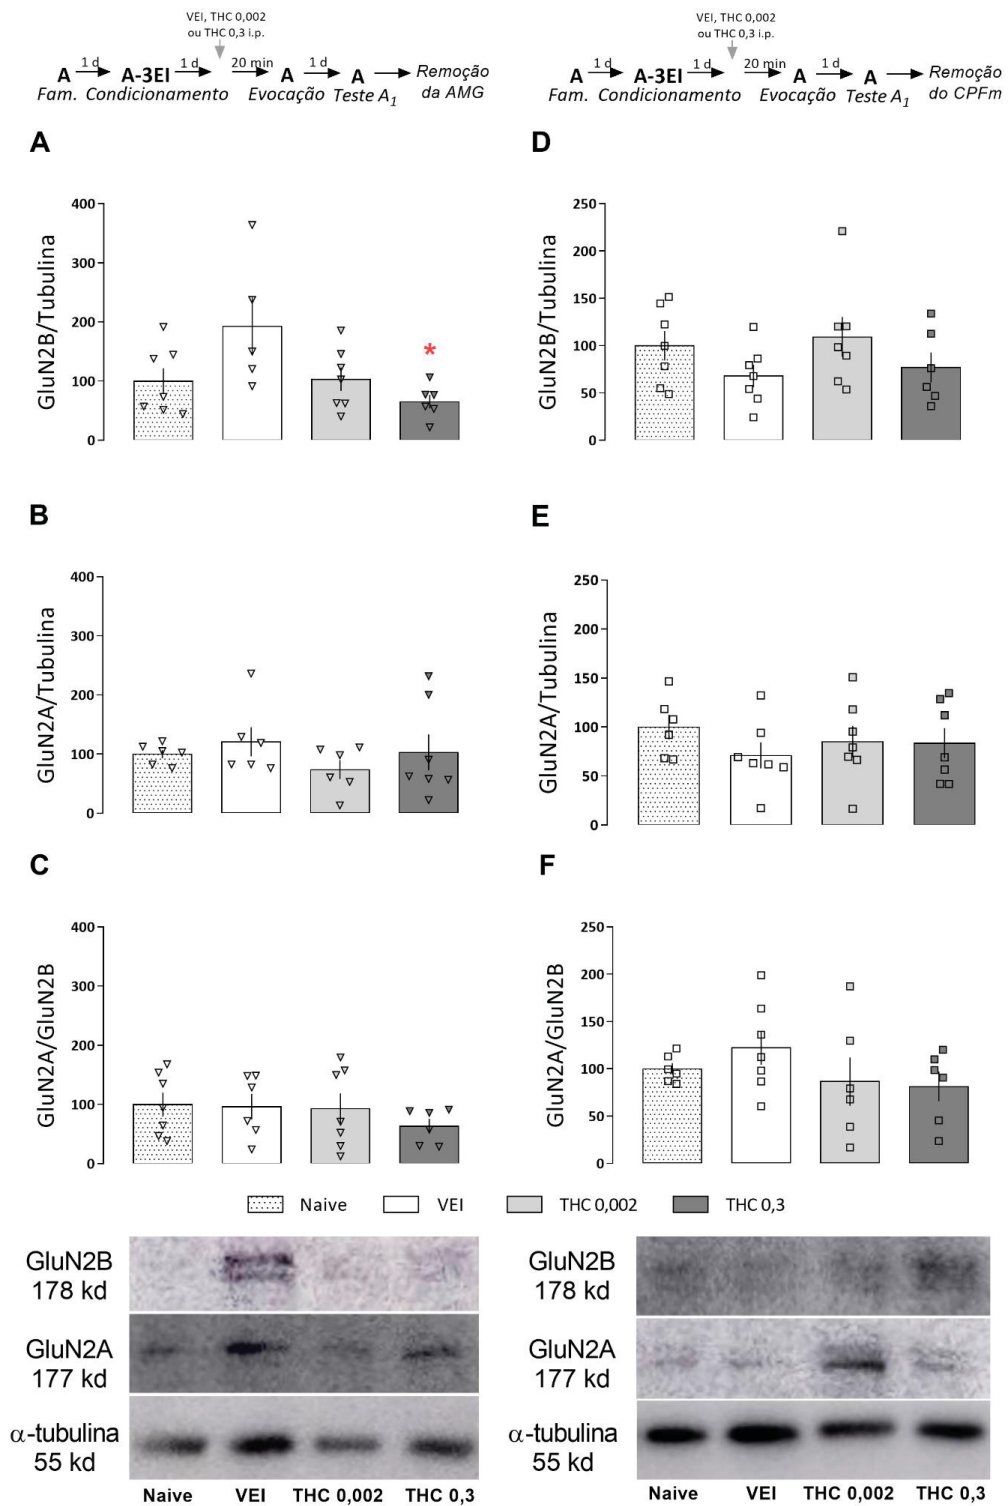 VEI, THC 0,002
ou THC 0,3 i.p.
A 1 d A-3EI 1 d 20 min A 1 d A Remoção
Fam. Condicionamento Evocação Teste A1 da AMG
VEI, THC 0,002
ou THC 0,3 i.p.
A 1 d A-3EI 1 d 20 min A 1 d A Remoção
Fam. Condicionamento Evocação Teste A1 do CPFm
A
GluN2B/Tubulina
400
300
200
100
0
*
D
GluN2B/Tubulina
250
200
150
100
50
0
B
GluN2A/Tubulina
400
300
200
100
0
E
GluN2A/Tubulina
250
200
150
100
50
0
C
GluN2A/GluN2B
400
300
200
100
0
F
GluN2A/GluN2B
250
200
150
100
50
0
Naive VEI THC 0,002 THC 0,3
GluN2B
178 kd
GluN2A
177 kd
α-tubulina
55 kd
Naive VEI THC 0,002 THC 0,3
GluN2B
178 kd
GluN2A
177 kd
α-tubulina
55 kd
Naive VEI THC 0,002 THC 0,3